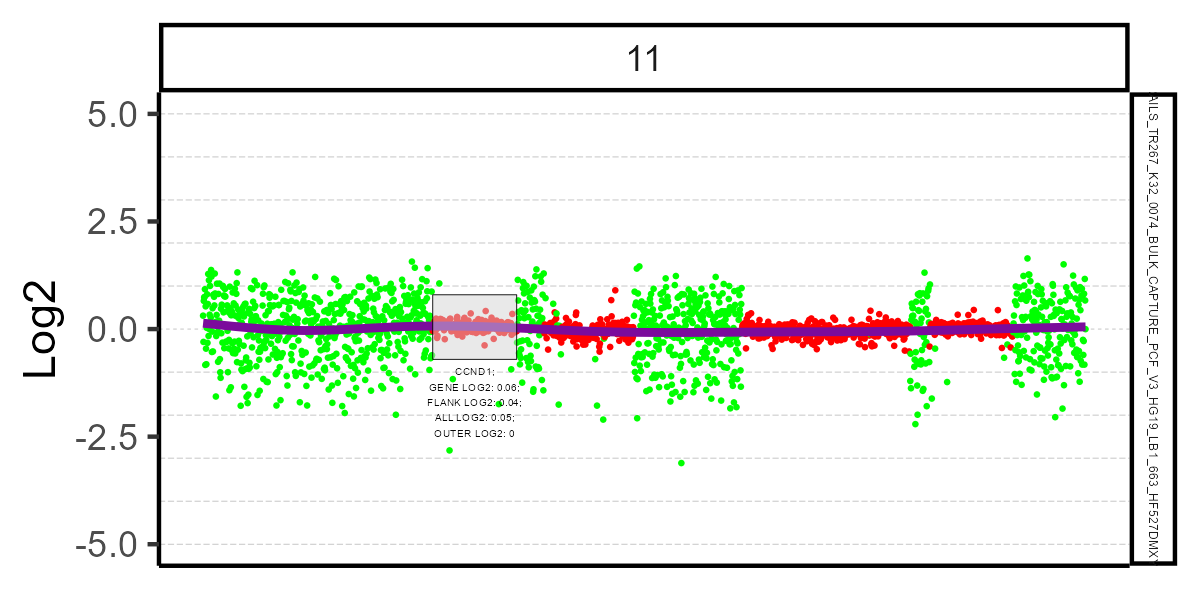 11
5.0
2.5
0.0
-2.5
-5.0
Log2
CCND1;
GENE LOG2: 0.06;
FLANK LOG2: 0.04;
ALL LOG2: 0.05;
OUTER LOG2: 0
AILS_TR267_K32_0074_BULK_CAPTURE_PCF_V3_HG19_LB1_663_HF527DMX